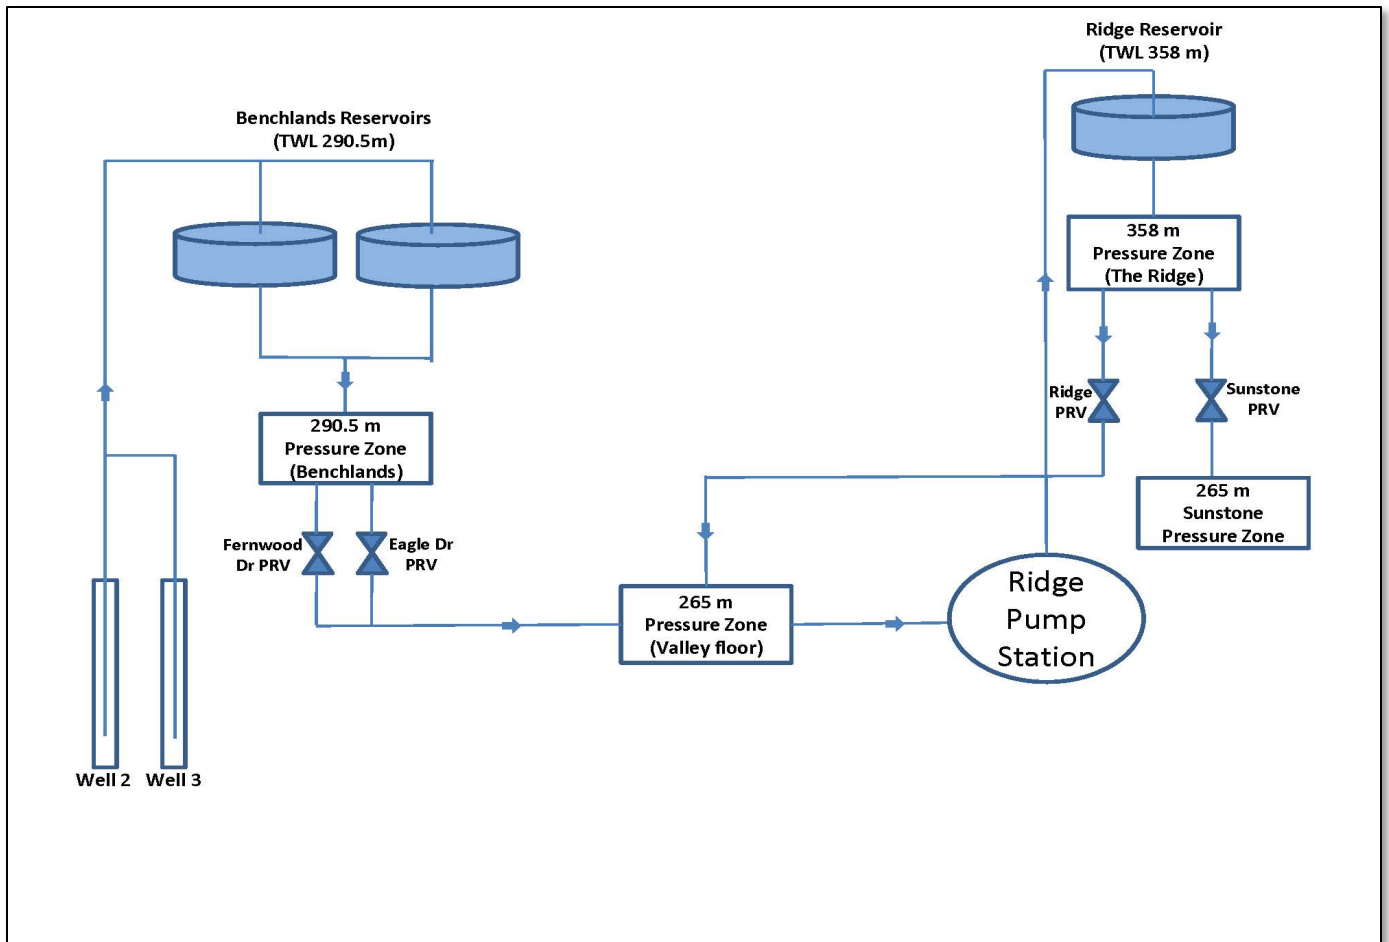 Ridge Reservoir
(TWL 358 m)
Benchlands Reservoirs
(TWL 290.5m)
358 m
Pressure Zone
(The Ridge)
Ridge
PRV
Sunstone
PRV
290.5 m
Pressure Zone
(Benchlands)
265 m
Sunstone
Pressure Zone
Fernwood
Dr PRV
Eagle Dr
PRV
265 m
Pressure Zone
(Valley floor)
Ridge
Pump
Station
Well 2
Well 3